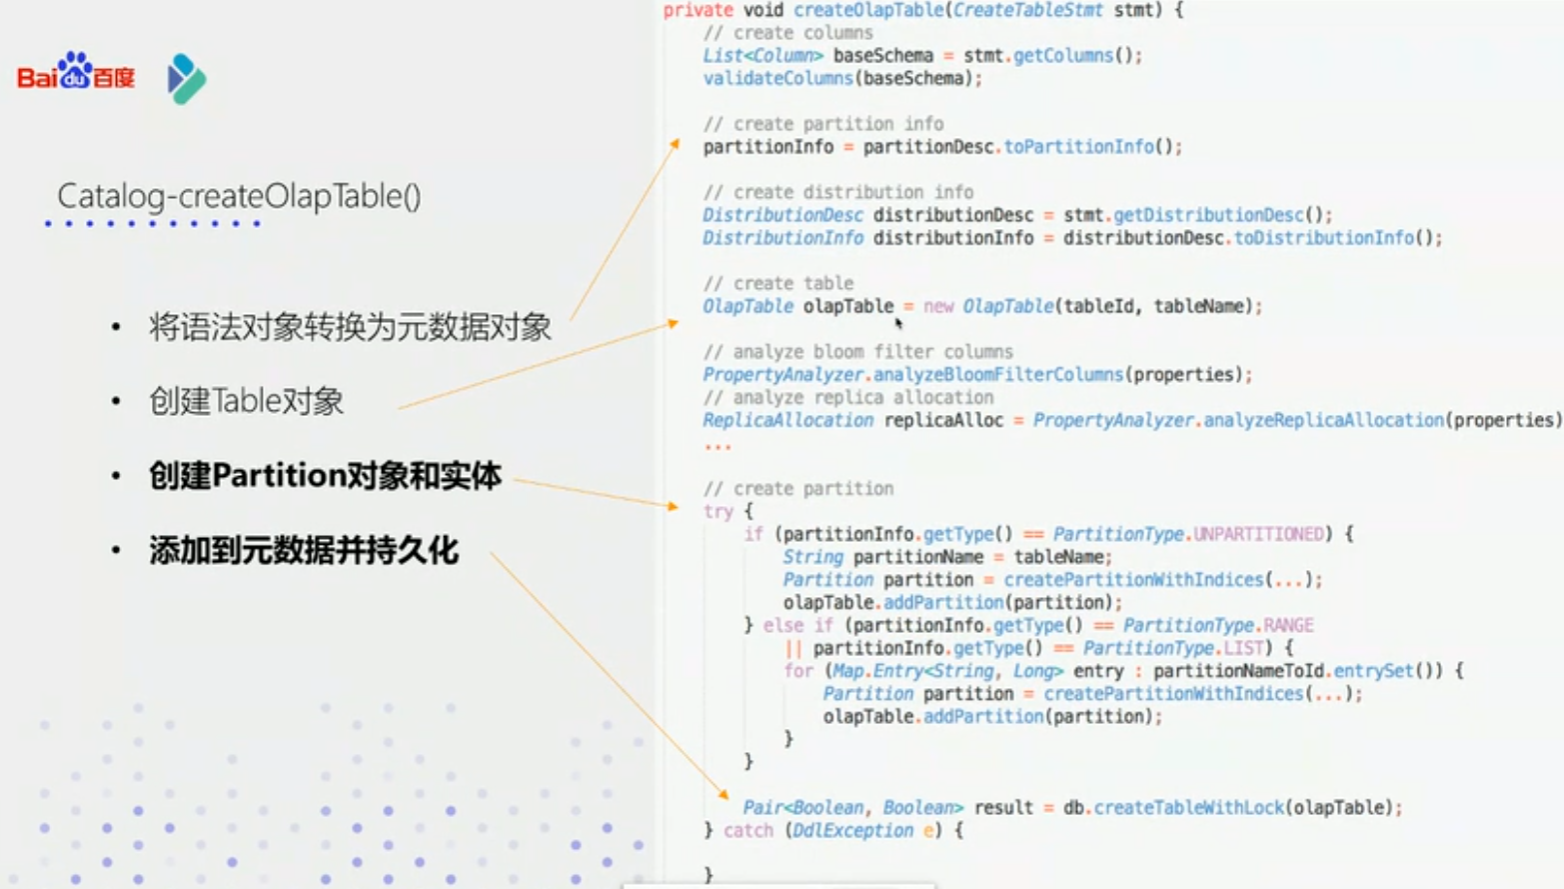 Bai du 百度
Catalog-createOlapTable()
• 将语法对象转换为元数据对象
• 创建Table对象
• 创建Partition对象和实体
• 添加到元数据并持久化
private void createOlapTable(CreateTableStmt stmt) {
// create columns
List<Column> baseSchema = stmt.getColumns();
validateColumns(baseSchema);
// create partition info
partitionInfo = partitionDesc.toPartitionInfo();
// create distribution info
DistributionDesc distributionDesc = stmt.getDistributionDesc();
DistributionInfo distributionInfo = distributionDesc.toDistributionInfo();
// create table
OlapTable olapTable = new OlapTable(tableId, tableName);
// analyze bloom filter columns
PropertyAnalyzer.analyzeBloomFilterColumns(properties);
// analyze replica allocation
ReplicaAllocation replicaAlloc = PropertyAnalyzer.analyzeReplicaAllocation(properties)
...
// create partition
try {
if (partitionInfo.getType() == PartitionType.UNPARTITIONED) {
String partitionName = tableName;
Partition partition = createPartitionWithIndices(...);
olapTable.addPartition(partition);
} else if (partitionInfo.getType() == PartitionType.RANGE
|| partitionInfo.getType() == PartitionType.LIST) {
for (Map.Entry<String, Long> entry : partitionNameToId.entrySet()) {
Partition partition = createPartitionWithIndices(...);
olapTable.addPartition(partition);
}
}
Pair<Boolean, Boolean> result = db.createTableWithLock(olapTable);
} catch (DdlException e) {
}